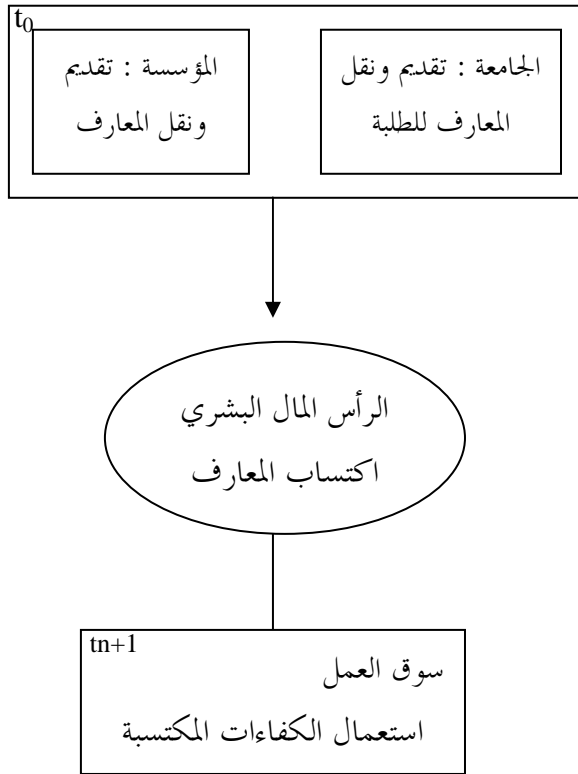 t0
الجامعة : تقديم ونقل
المعارف للطلبة
المؤسسة : تقديم
ونقل المعارف
الرأس المال البشري
اكتساب المعارف
tn+1
سوق العمل
استعمال الكفاءات المكتسبة